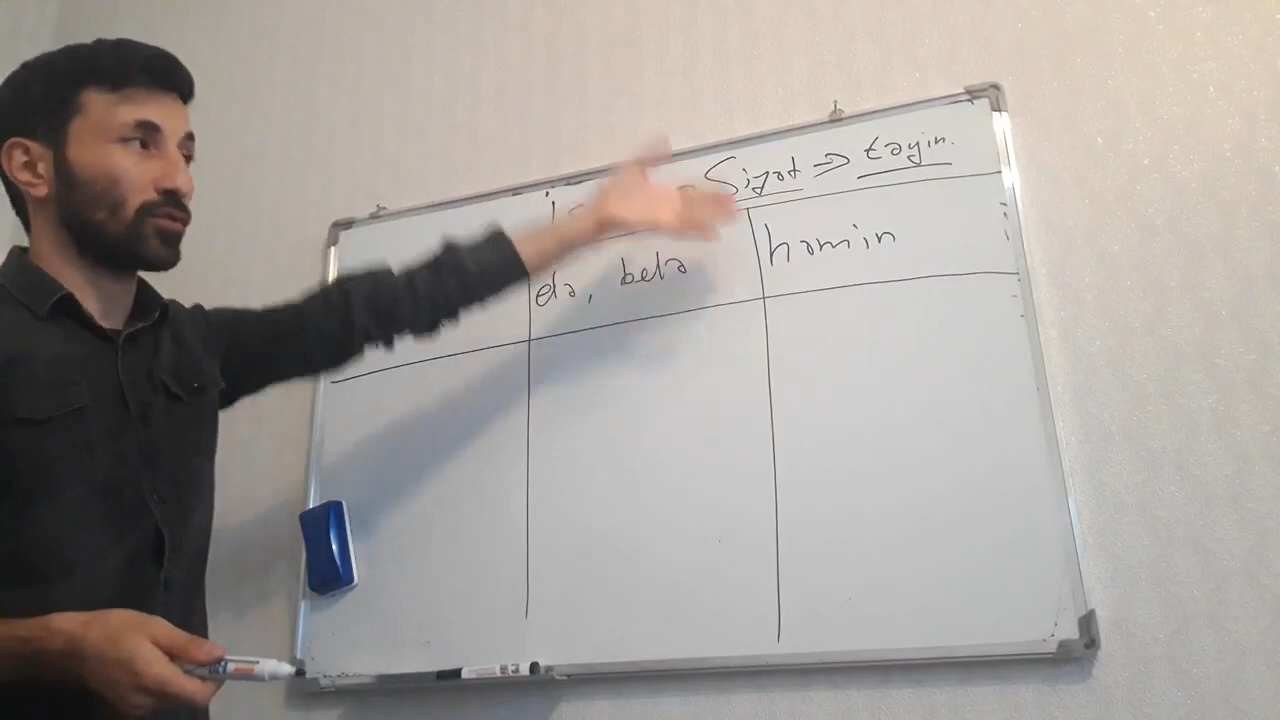 Sifət ⇒ təyin.
elə, belə
həmin